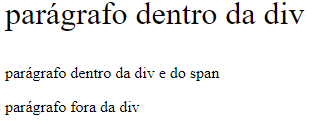 parágrafo dentro da div
parágrafo dentro da div e do span
parágrafo fora da div